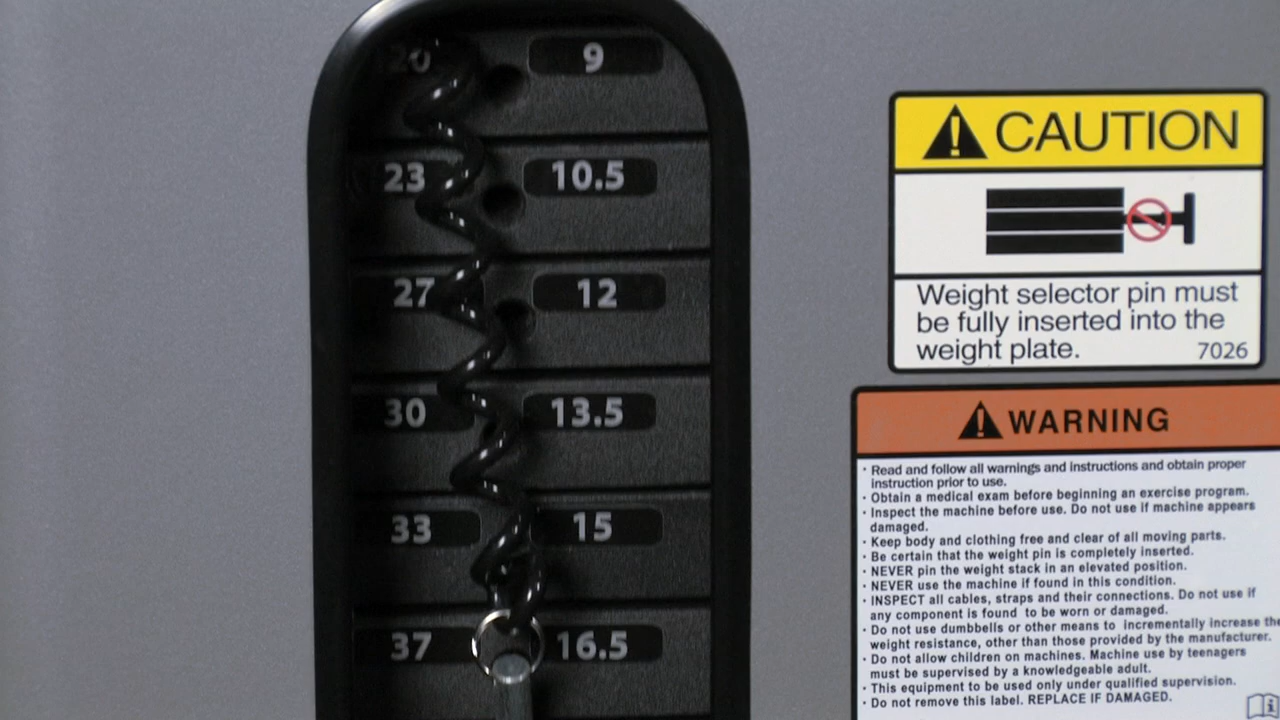 20 9
23 10.5
27 12
30 13.5
33 15
37 16.5
CAUTION
Weight selector pin must
be fully inserted into the
weight plate. 7026
WARNING
• Read and follow all warnings and instructions and obtain proper
instruction prior to use.
• Obtain a medical exam before beginning an exercise program.
• Inspect the machine before use. Do not use if machine appears
damaged.
• Keep body and clothing free and clear of all moving parts.
• Be certain that the weight pin is completely inserted.
• NEVER pin the weight stack in an elevated position.
• NEVER use the machine if found in this condition.
• INSPECT all cables, straps and their connections. Do not use if
any component is found to be worn or damaged.
• Do not use dumbbells or other means to incrementally increase the
weight resistance, other than those provided by the manufacturer.
• Do not allow children on machines. Machine use by teenagers
must be supervised by a knowledgeable adult.
• This equipment to be used only under qualified supervision.
• Do not remove this label. REPLACE IF DAMAGED.